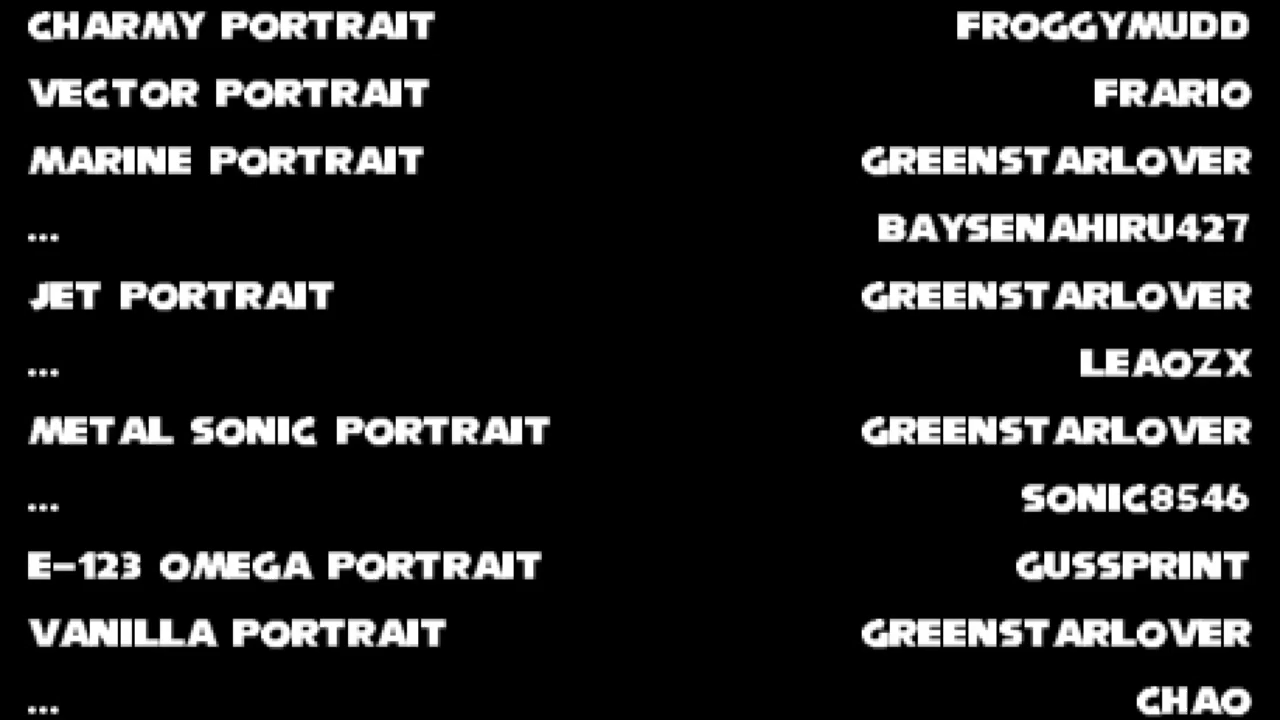 CHARMY PORTRAIT FROGGYMUDD
VECTOR PORTRAIT FRARIO
MARINE PORTRAIT GREENSTARLOVER
... BAYSENAHIRU427
JET PORTRAIT GREENSTARLOVER
... LEAOZX
METAL SONIC PORTRAIT GREENSTARLOVER
... SONIC8546
E-123 OMEGA PORTRAIT GUSSPRINT
VANILLA PORTRAIT GREENSTARLOVER
... CHAO